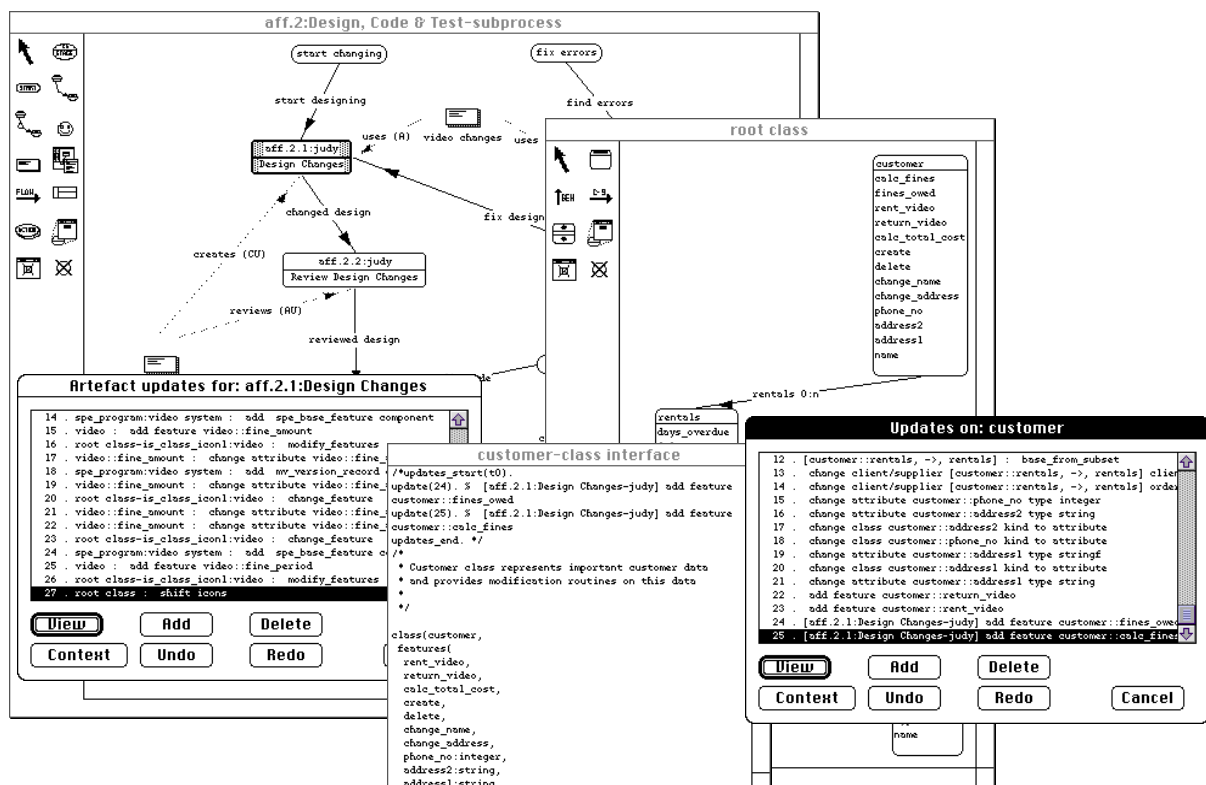 aff.2:Design, Code & Test-subprocess
start changing
fix errors
start designing
find errors
uses (A)
video changes
uses
aff.2.1:judy
Design Changes
changed design
fix design
creates (CU)
aff.2.2:judy
Review Design Changes
reviews (AU)
reviewed design
START
FLOW
root class
GEN
C-S
customer
calc_fines
fines_owed
rent_video
return_video
calc_total_cost
create
delete
change_name
change_address
phone_no
address2
address1
name
rentals 0:n
rentals
days_overdue
Artefact updates for: aff.2.1:Design Changes
14 . spe_program:video system : add spe_base_feature component
15 . video : add feature video::fine_amount
16 . root class-is_class_icon1:video : modify_features
17 . video::fine_amount : change attribute video::fine_
18 . spe_program:video system : add mv_version_record
19 . video::fine_amount : change attribute video::fine_
20 . root class-is_class_icon1:video : change_feature
21 . video::fine_amount : change attribute video::fine_
22 . video::fine_amount : change attribute video::fine_
23 . root class-is_class_icon1:video : change_feature
24 . spe_program:video system : add spe_base_feature co
25 . video : add feature video::fine_period
26 . root class-is_class_icon1:video : modify_features
27 . root class : shift icons
View
Add
Delete
Context
Undo
Redo
customer-class interface
/*updates_start(t0).
update(24). % [aff.2.1:Design Changes-judy] add feature
customer::fines_owed
update(25). % [aff.2.1:Design Changes-judy] add feature
customer::calc_fines
updates_end. */
/*
* Customer class represents important customer data
* and provides modification routines on this data
*
*/
class(customer,
features(
rent_video,
return_video,
calc_total_cost,
create,
delete,
change_name,
change_address,
phone_no:integer,
address2:string,
address1:string
Updates on: customer
12 . [customer::rentals, ->, rentals] : base_from_subset
13 . change client/supplier [customer::rentals, ->, rentals] clien
14 . change client/supplier [customer::rentals, ->, rentals] order
15 . change attribute customer::phone_no type integer
16 . change attribute customer::address2 type string
17 . change class customer::address2 kind to attribute
18 . change class customer::phone_no kind to attribute
19 . change attribute customer::address1 type stringf
20 . change class customer::address1 kind to attribute
21 . change attribute customer::address1 type string
22 . add feature customer::return_video
23 . add feature customer::rent_video
24 . [aff.2.1:Design Changes-judy] add feature customer::fines_owed
25 . [aff.2.1:Design Changes-judy] add feature customer::calc_fines
View
Add
Delete
Context
Undo
Redo
Cancel
name